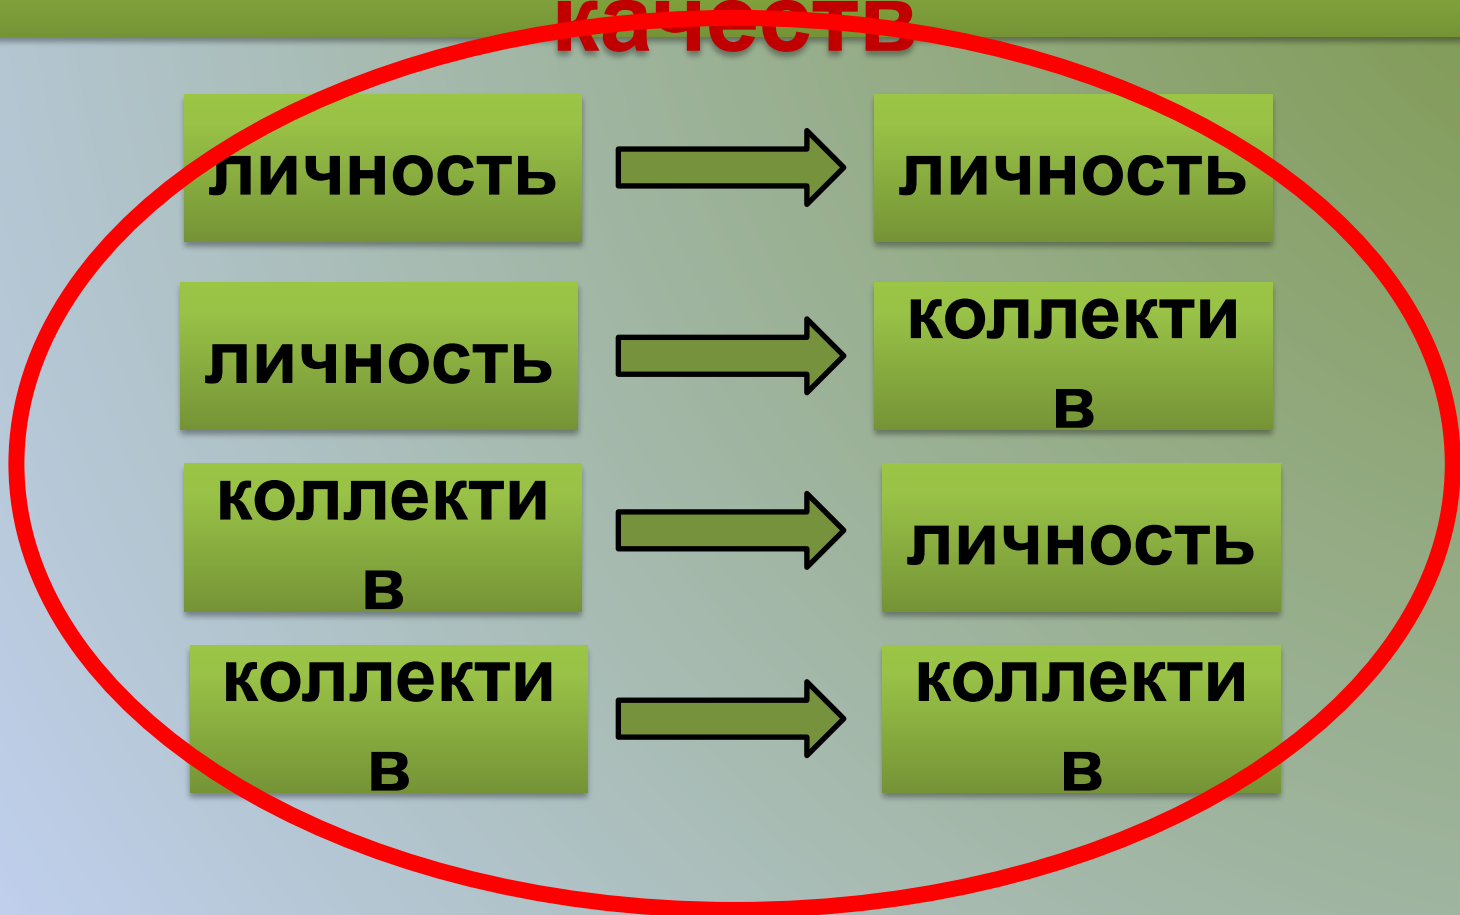 качеств
личность
личность
личность
коллекти
в
коллекти
в
личность
коллекти
в
коллекти
в